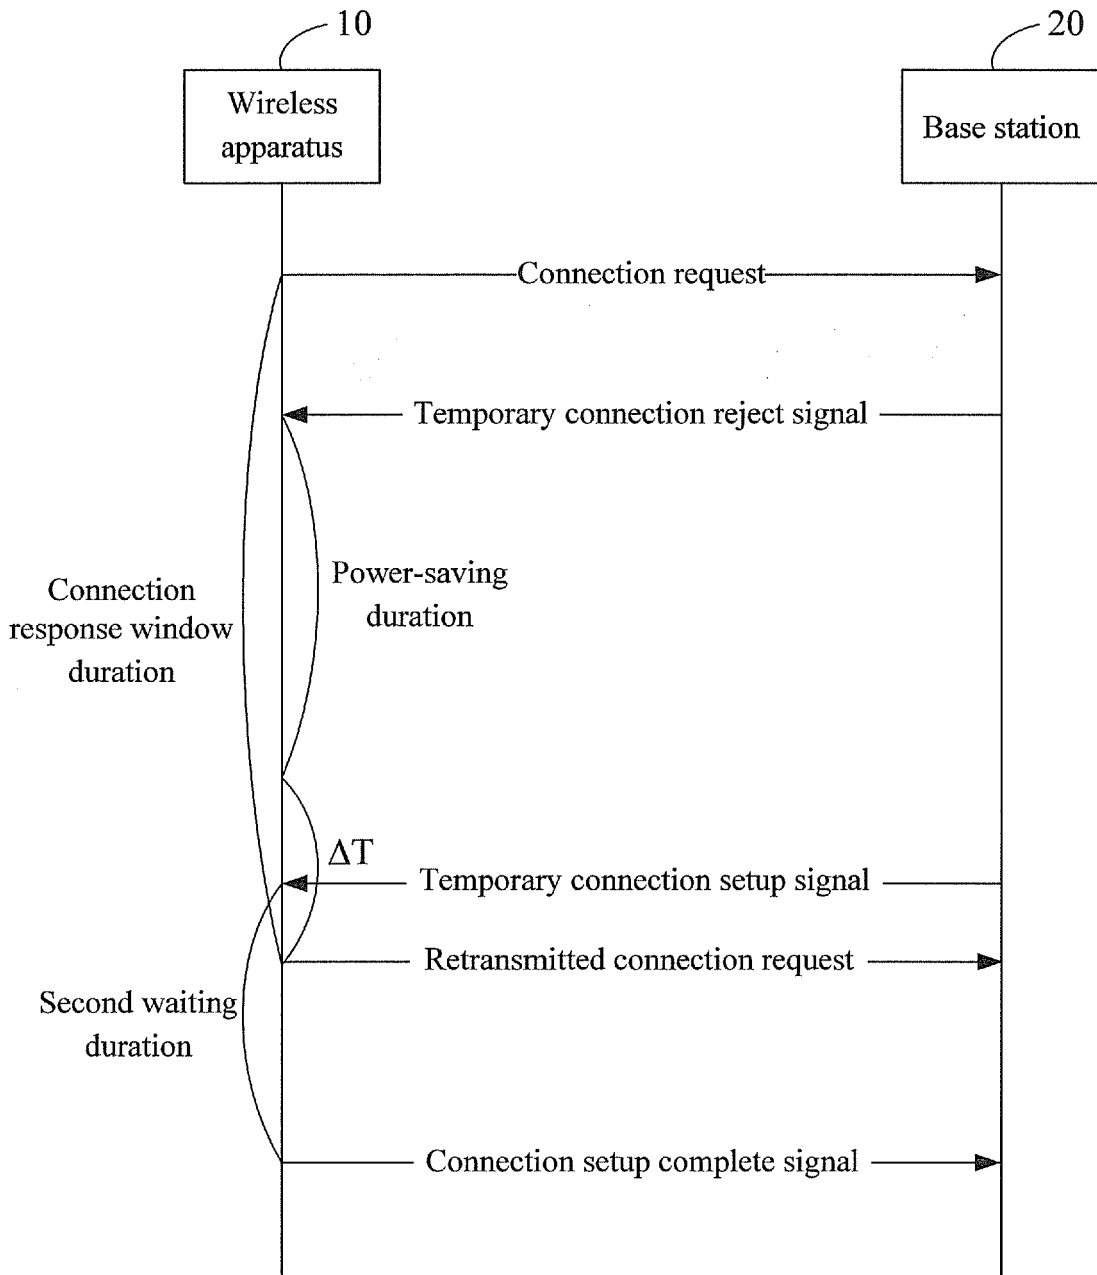 10
20
Wireless
apparatus
Base station
Connection request
Temporary connection reject signal
Power-saving
duration
Connection
response window
duration
ΔT
Temporary connection setup signal
Retransmitted connection request
Second waiting
duration
Connection setup complete signal